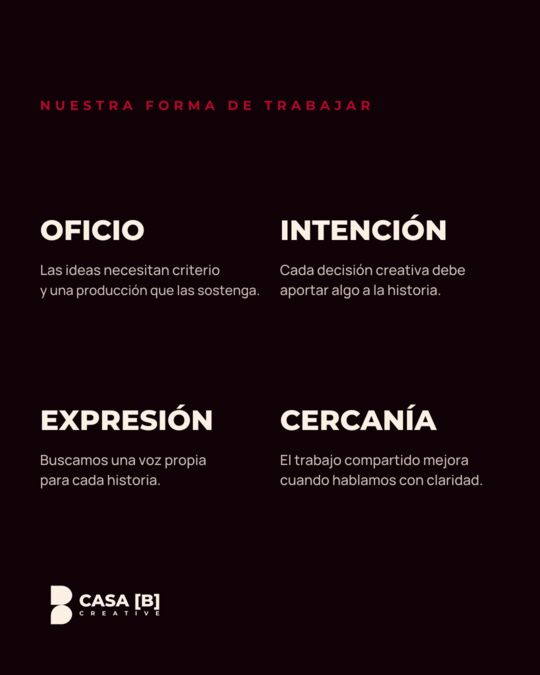 NUESTRA FORMA DE TRABAJAR
OFICIO
Las ideas necesitan criterio
y una producción que las sostenga.
INTENCIÓN
Cada decisión creativa debe
aportar algo a la historia.
EXPRESIÓN
Buscamos una voz propia
para cada historia.
CERCANÍA
El trabajo compartido mejora
cuando hablamos con claridad.
CASA [B]
CREATIVE